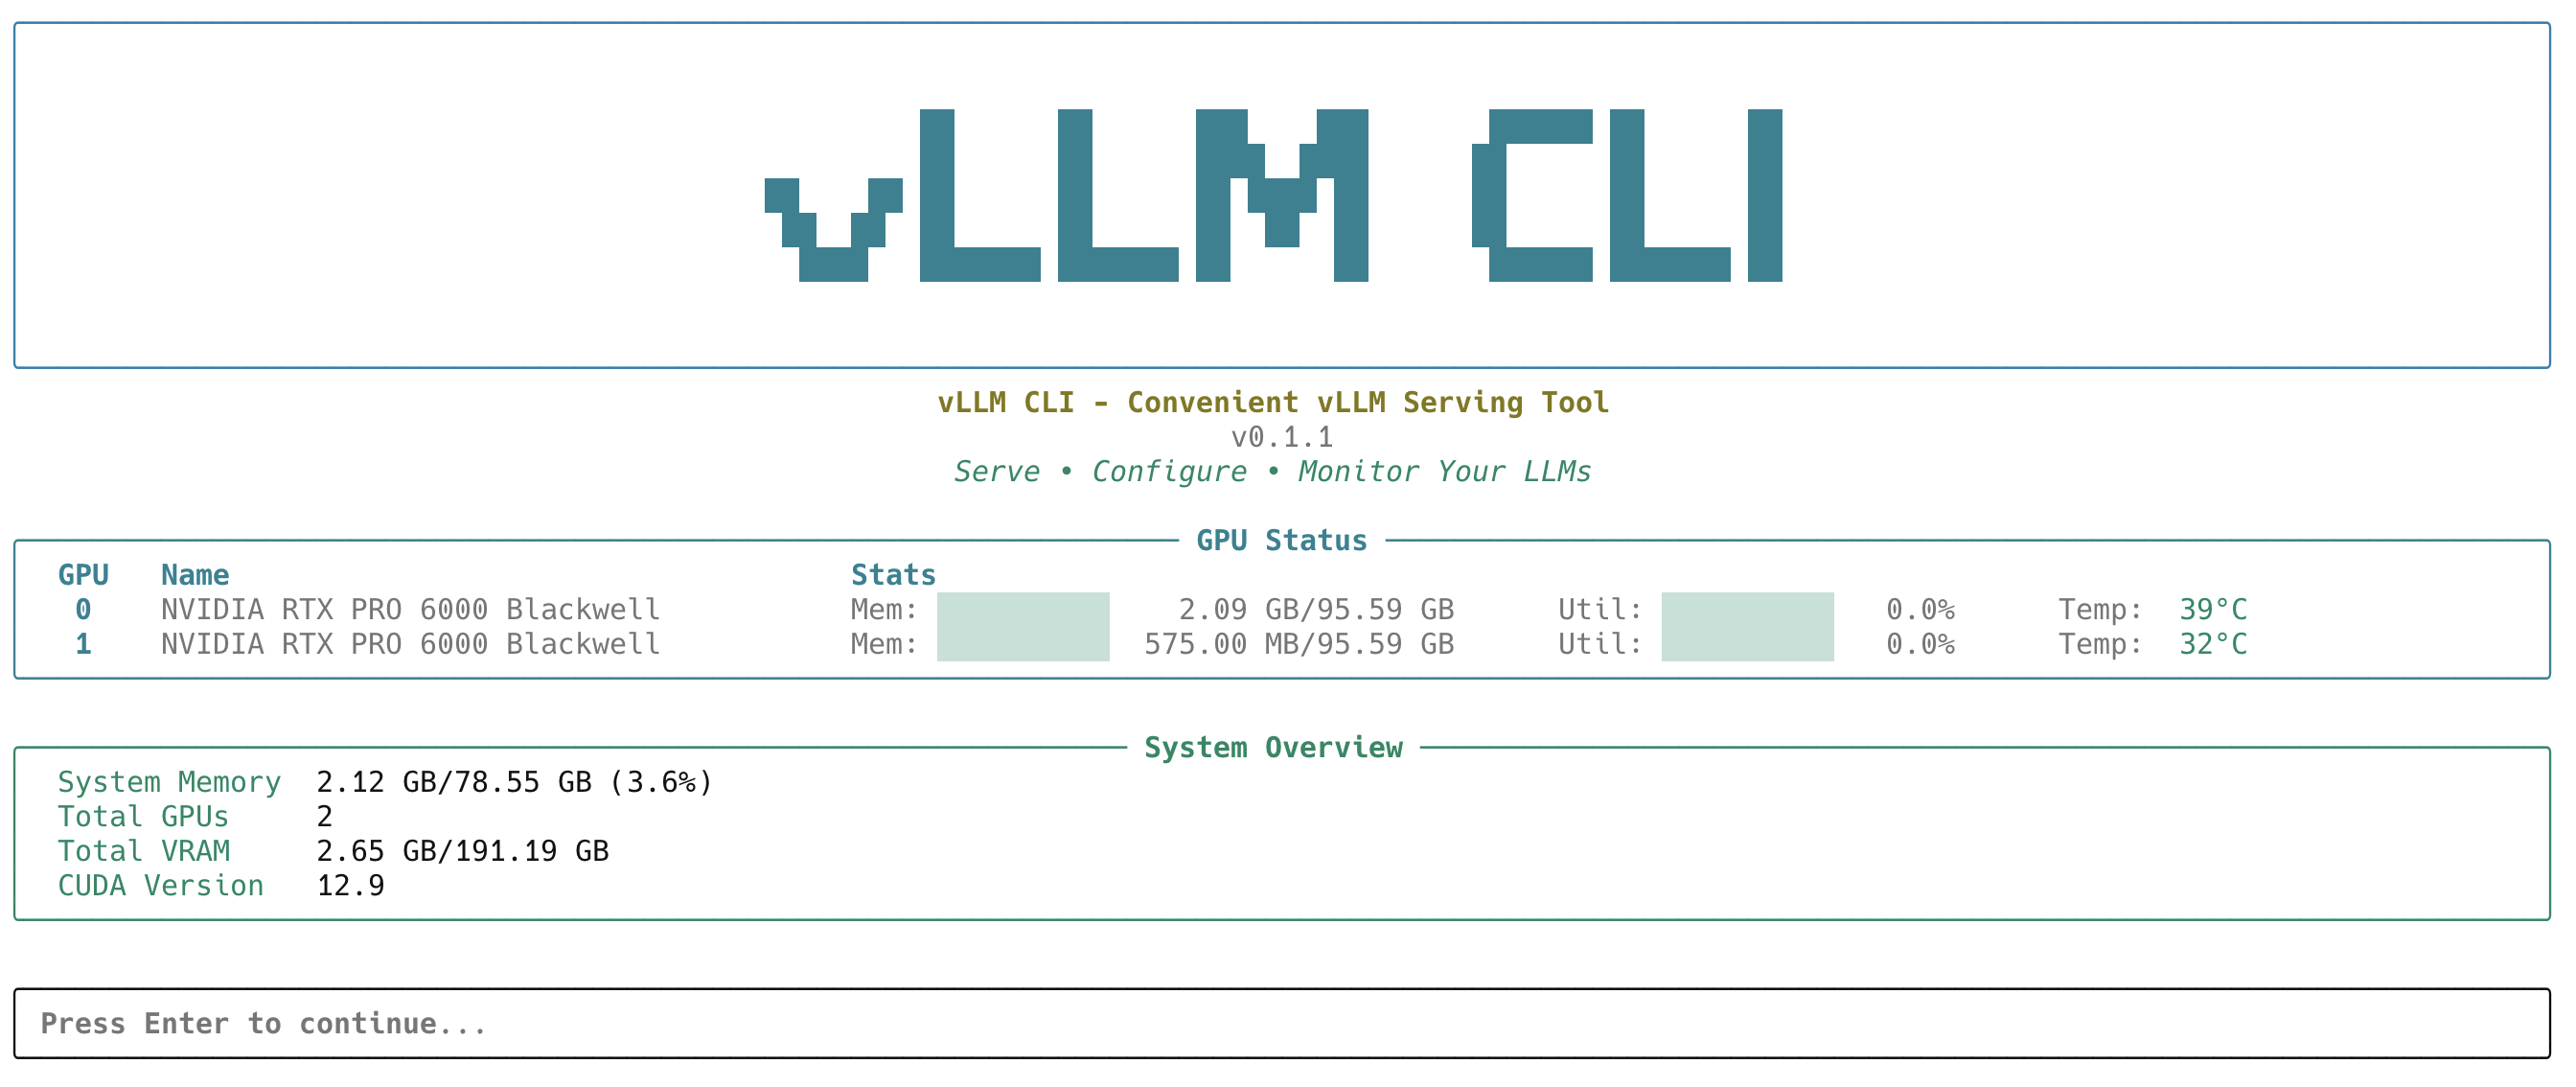 vLLM CLI
vLLM CLI - Convenient vLLM Serving Tool
v0.1.1
Serve • Configure • Monitor Your LLMs
GPU Status
GPU Name Stats
0 NVIDIA RTX PRO 6000 Blackwell Mem: 2.09 GB/95.59 GB Util: 0.0% Temp: 39°C
1 NVIDIA RTX PRO 6000 Blackwell Mem: 575.00 MB/95.59 GB Util: 0.0% Temp: 32°C
System Overview
System Memory 2.12 GB/78.55 GB (3.6%)
Total GPUs 2
Total VRAM 2.65 GB/191.19 GB
CUDA Version 12.9
Press Enter to continue...